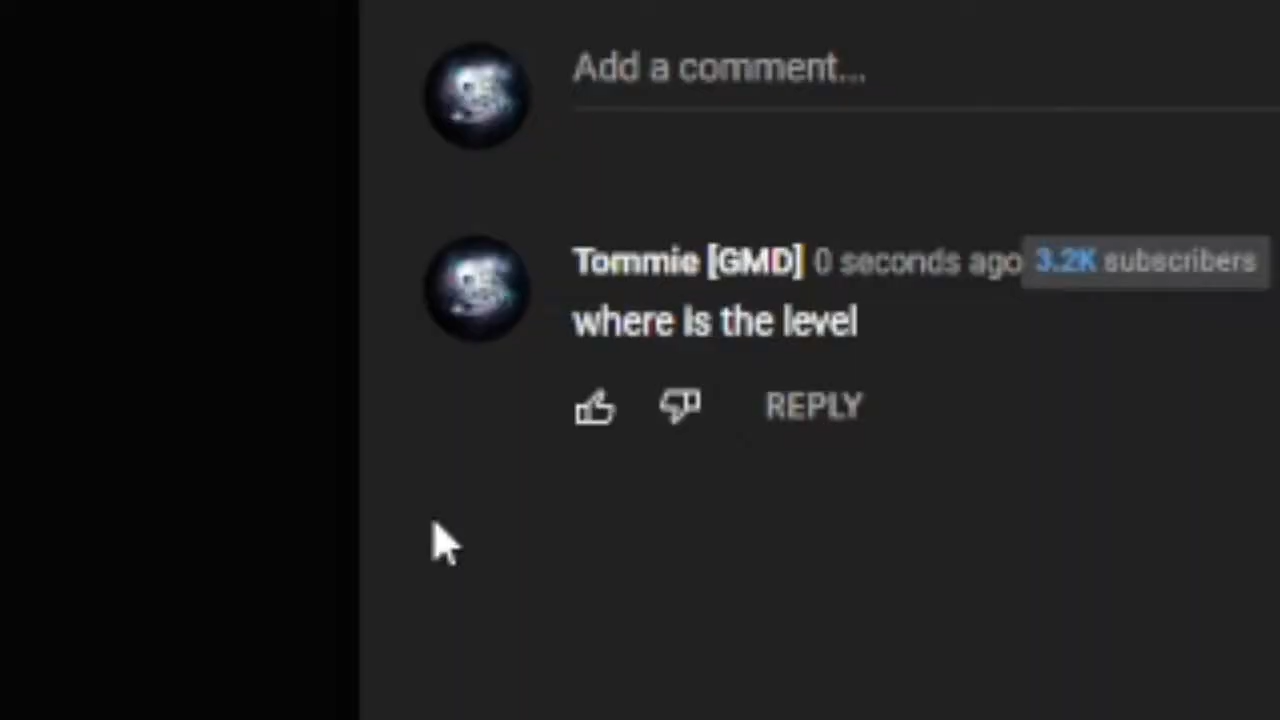 Add a comment...
Tommie [GMD] 0 seconds ago 3.2K subscribers
where is the level
REPLY